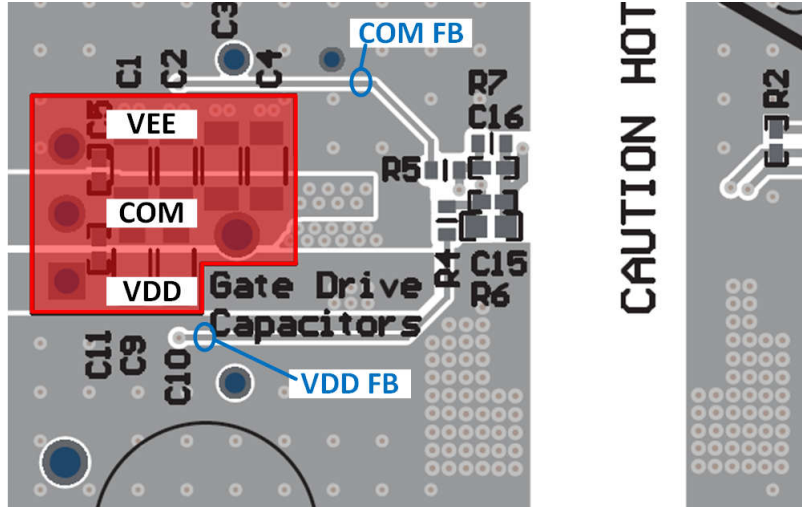 C3
COM FB
C1
C2
C4
R7
C16
C5
VEE
R5
COM
R4
C15
R6
VDD
Gate Drive
Capacitors
C11
C9
C10
VDD FB
CAUTION HOT
R2